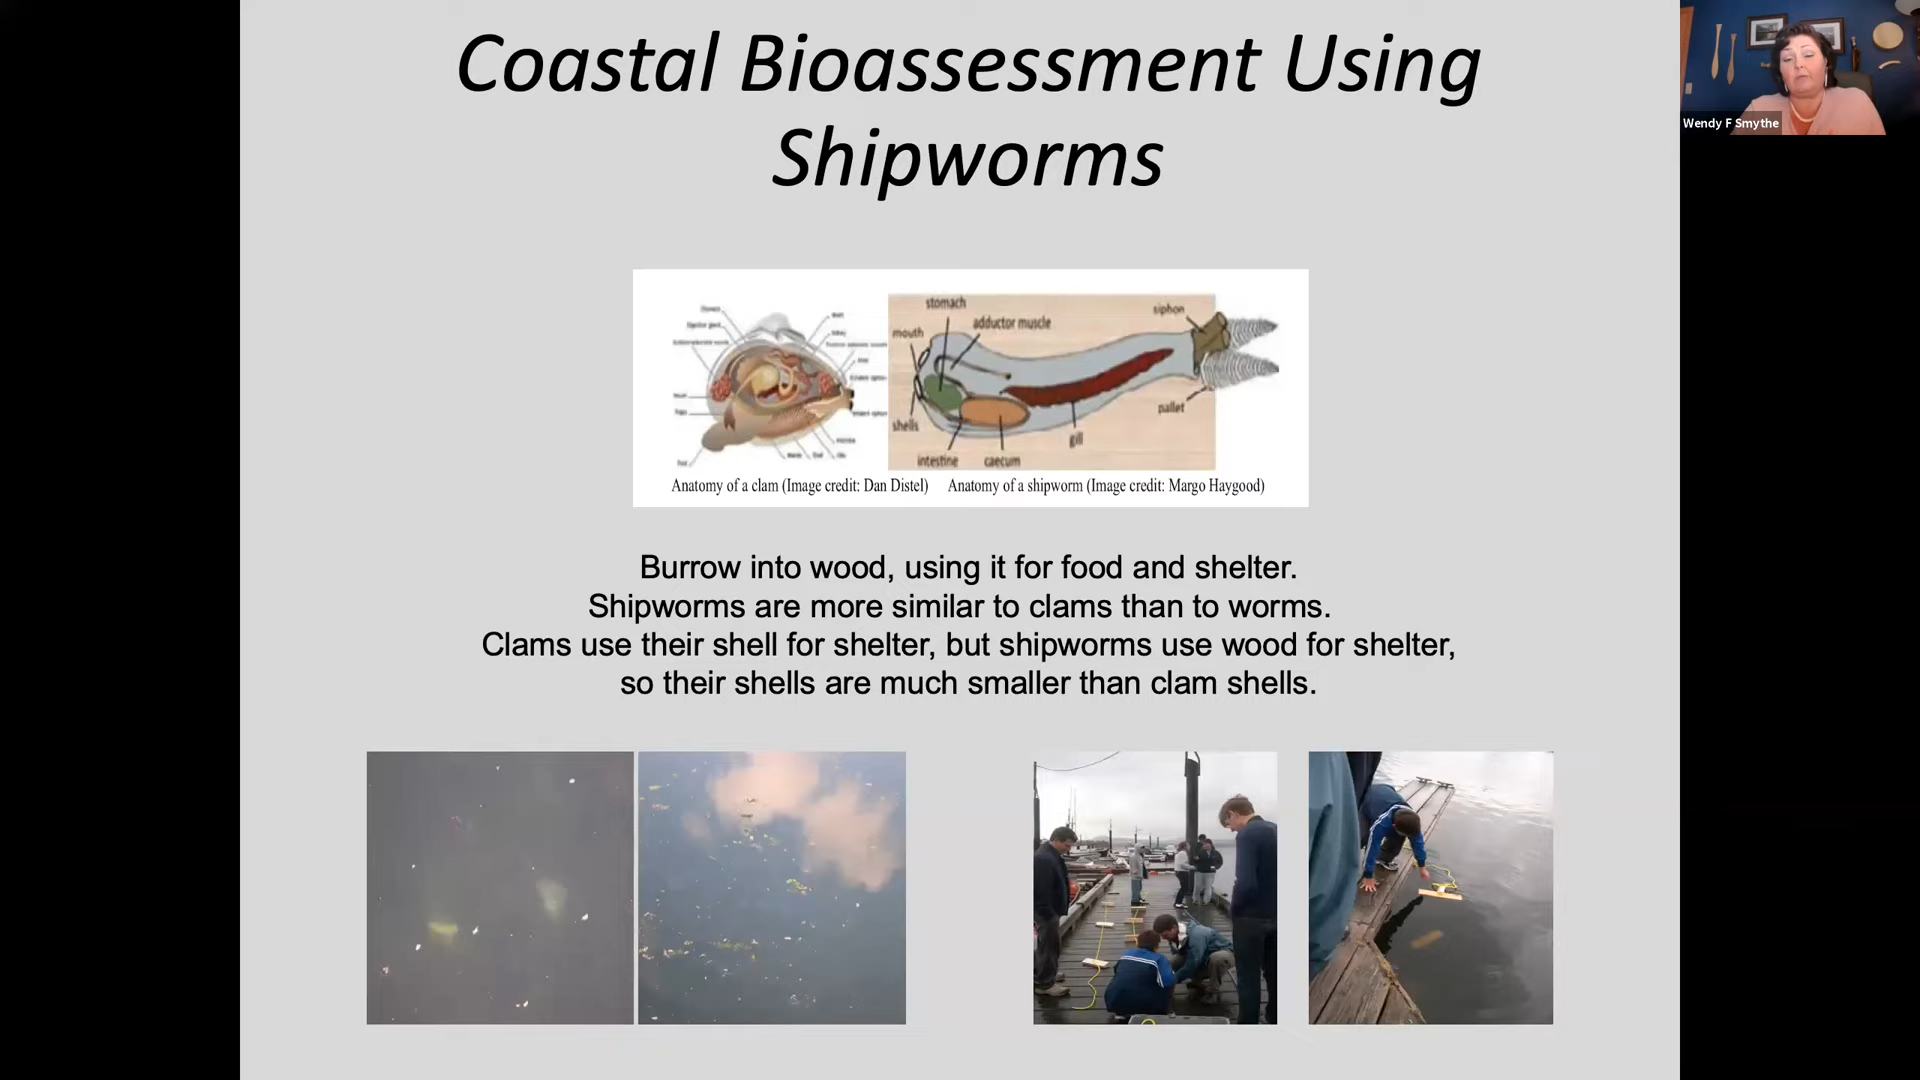 Coastal Bioassessment Using
Shipworms
Wendy F Smythe
stomach
adductor muscle
mouth
siphon
pallet
shells
gill
intestine
caecum
Anatomy of a clam (Image credit: Dan Distel)
Anatomy of a shipworm (Image credit: Margo Haygood)
Burrow into wood, using it for food and shelter.
Shipworms are more similar to clams than to worms.
Clams use their shell for shelter, but shipworms use wood for shelter,
so their shells are much smaller than clam shells.